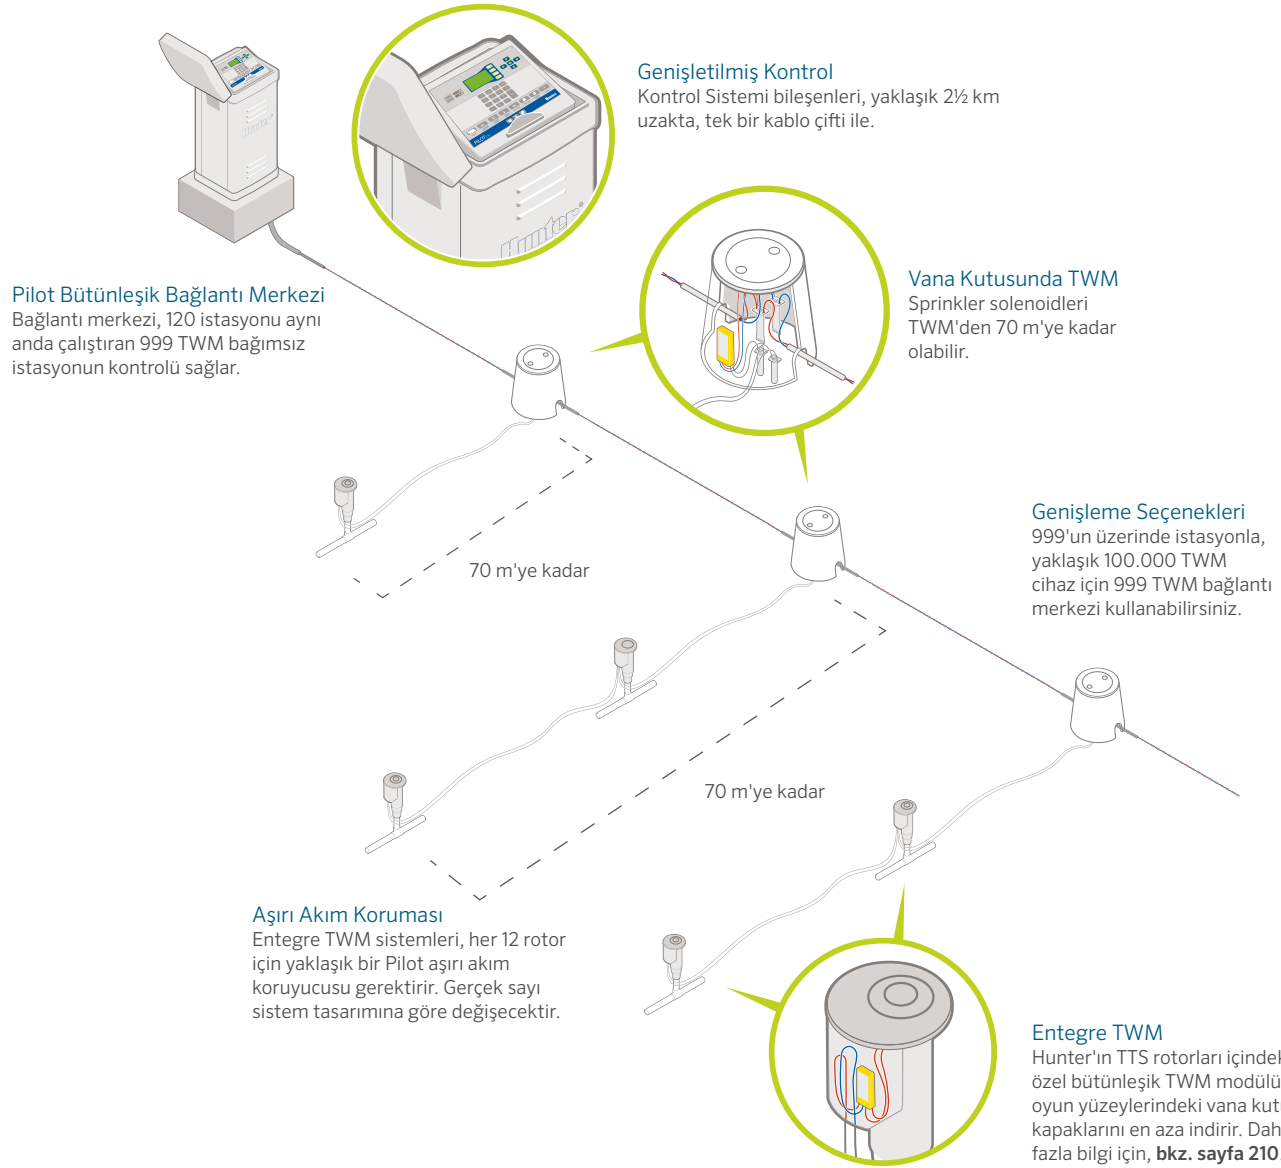 Genişletilmiş Kontrol
Kontrol Sistemi bileşenleri, yaklaşık 2½ km
uzakta, tek bir kablo çifti ile.
PILOT
Hunter
Pilot Bütünleşik Bağlantı Merkezi
Bağlantı merkezi, 120 istasyonu aynı
anda çalıştıran 999 TWM bağımsız
istasyonun kontrolü sağlar.
Vana Kutusunda TWM
Sprinkler solenoidleri
TWM'den 70 m'ye kadar
olabilir.
Genişleme Seçenekleri
999'un üzerinde istasyonla,
yaklaşık 100.000 TWM
cihaz için 999 TWM bağlantı
merkezi kullanabilirsiniz.
70 m'ye kadar
70 m'ye kadar
Aşırı Akım Koruması
Entegre TWM sistemleri, her 12 rotor
için yaklaşık bir Pilot aşırı akım
koruyucusu gerektirir. Gerçek sayı
sistem tasarımına göre değişecektir.
Entegre TWM
Hunter'ın TTS rotorları
özel bütünleşik TWM modülü
oyun yüzeylerindeki vana
kapaklarını en aza indirir.
fazla bilgi için, bkz. sayfa 210